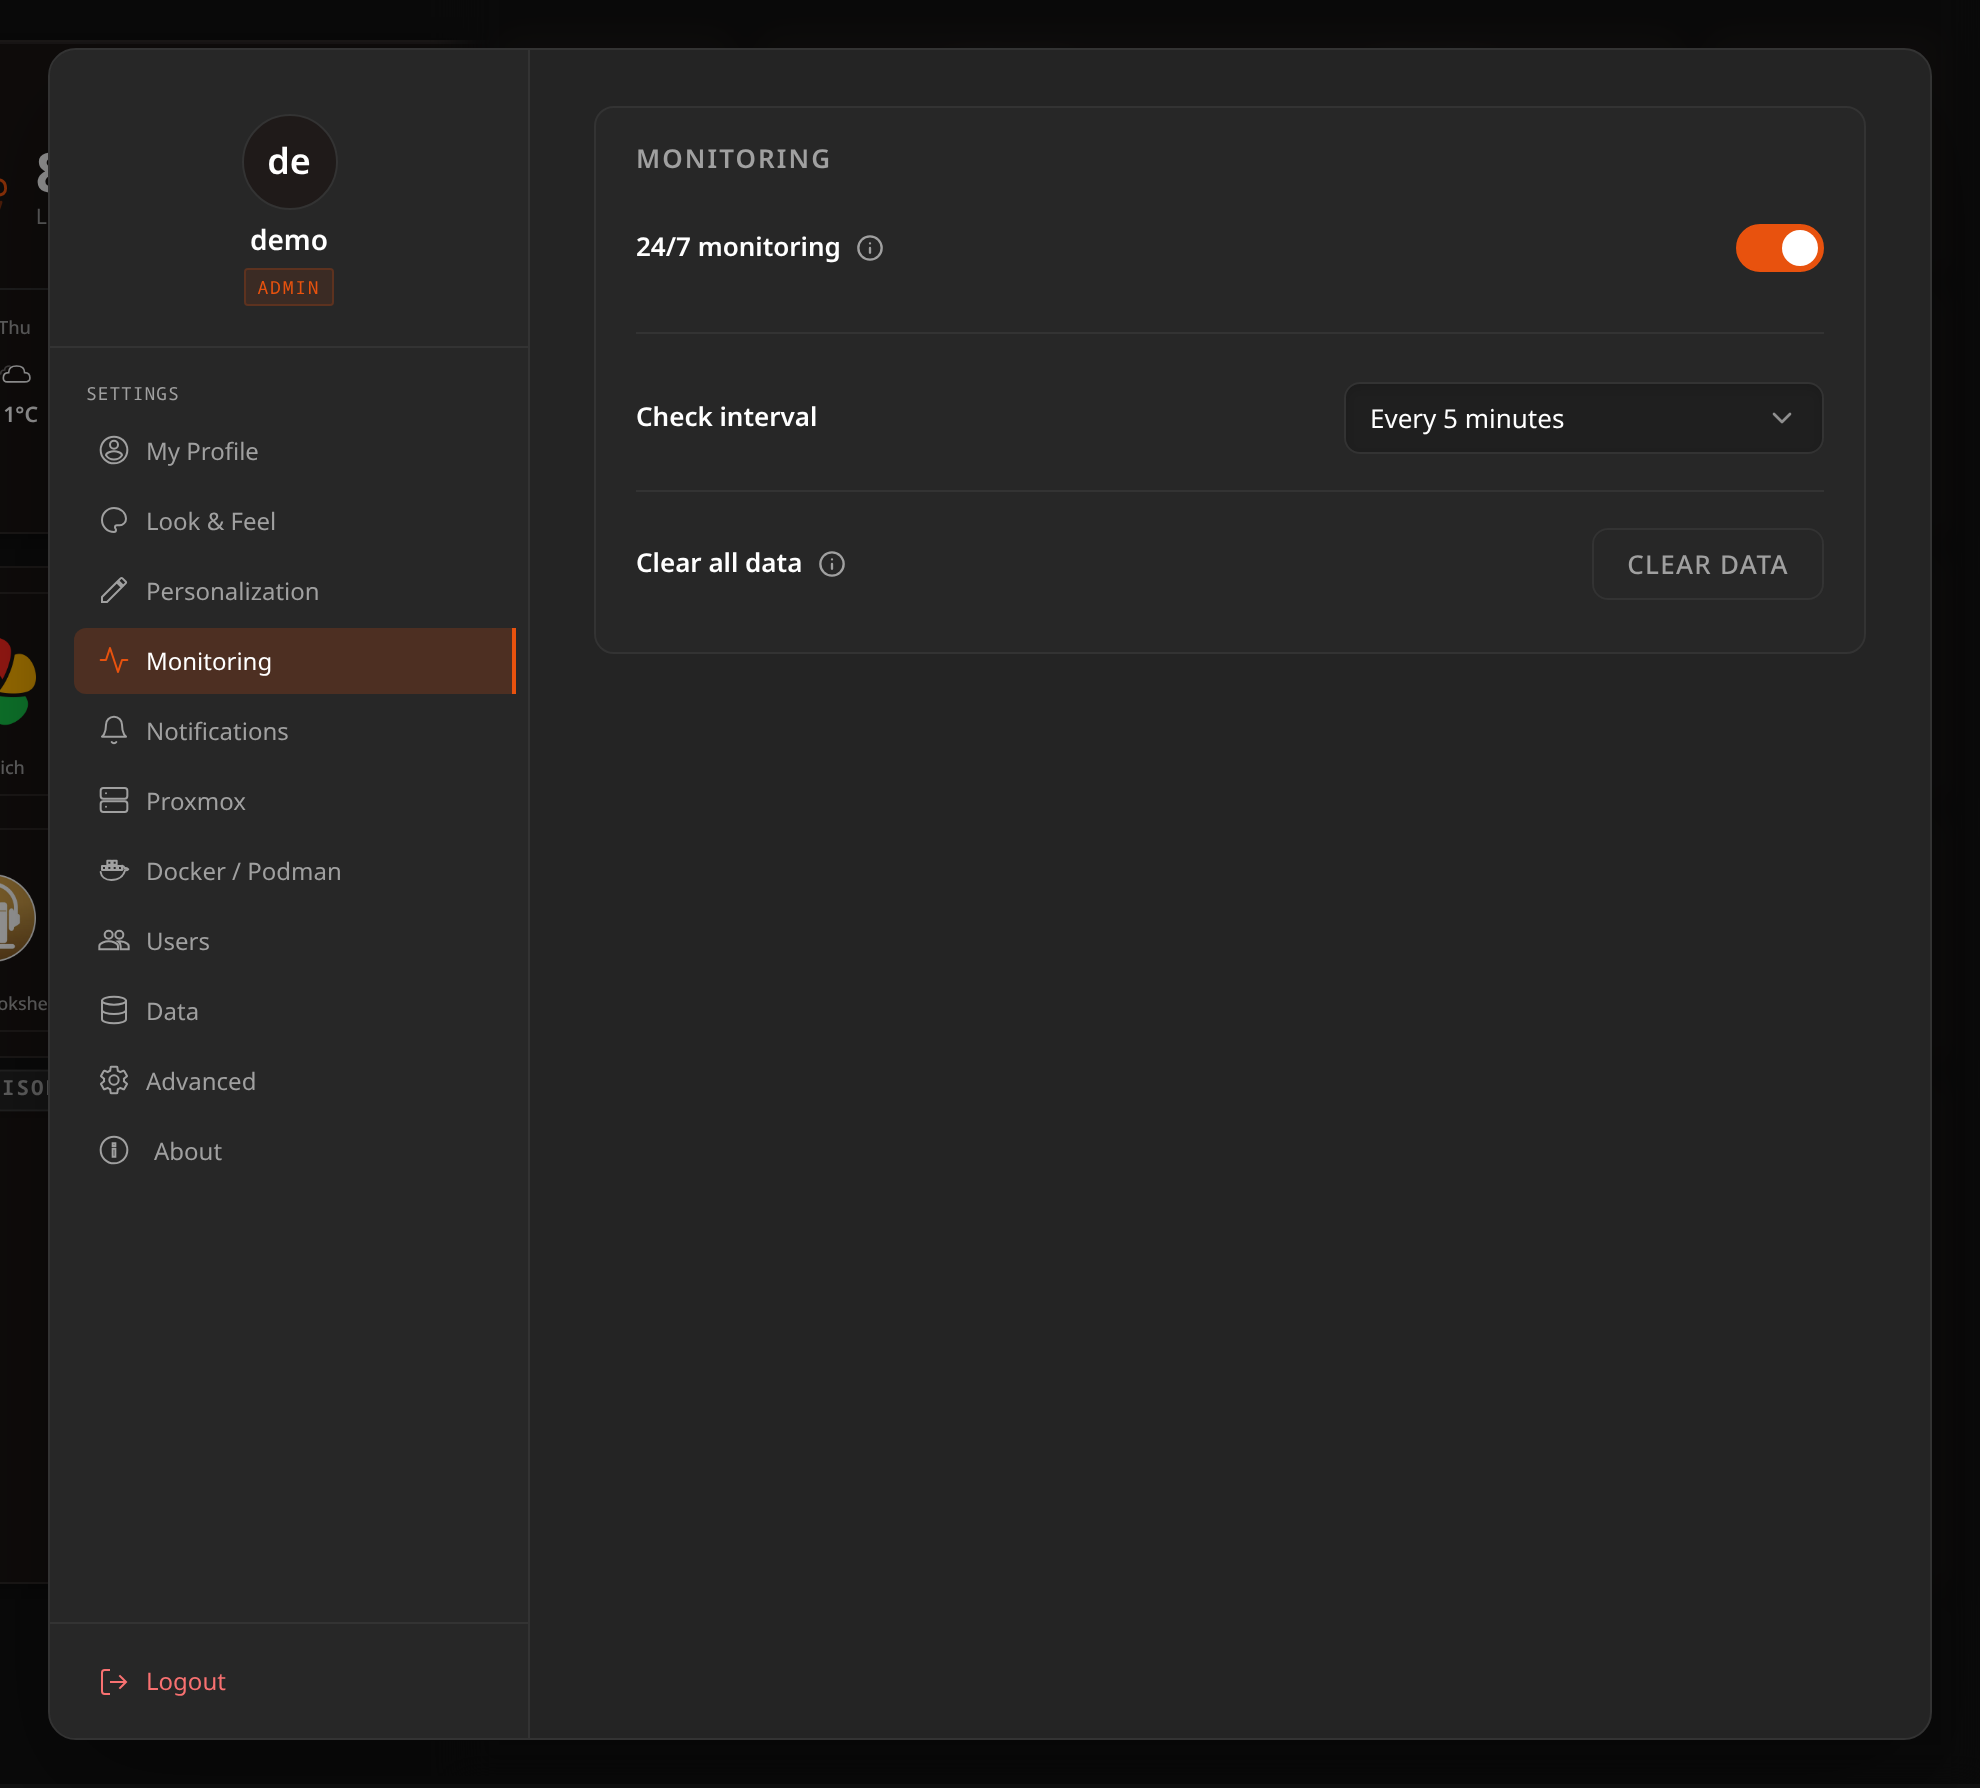 de
demo
ADMIN
SETTINGS
My Profile
Look & Feel
Personalization
Monitoring
Notifications
Proxmox
Docker / Podman
Users
Data
Advanced
About
Logout
MONITORING
24/7 monitoring
Check interval
Every 5 minutes
Clear all data
CLEAR DATA
Thu
1°C